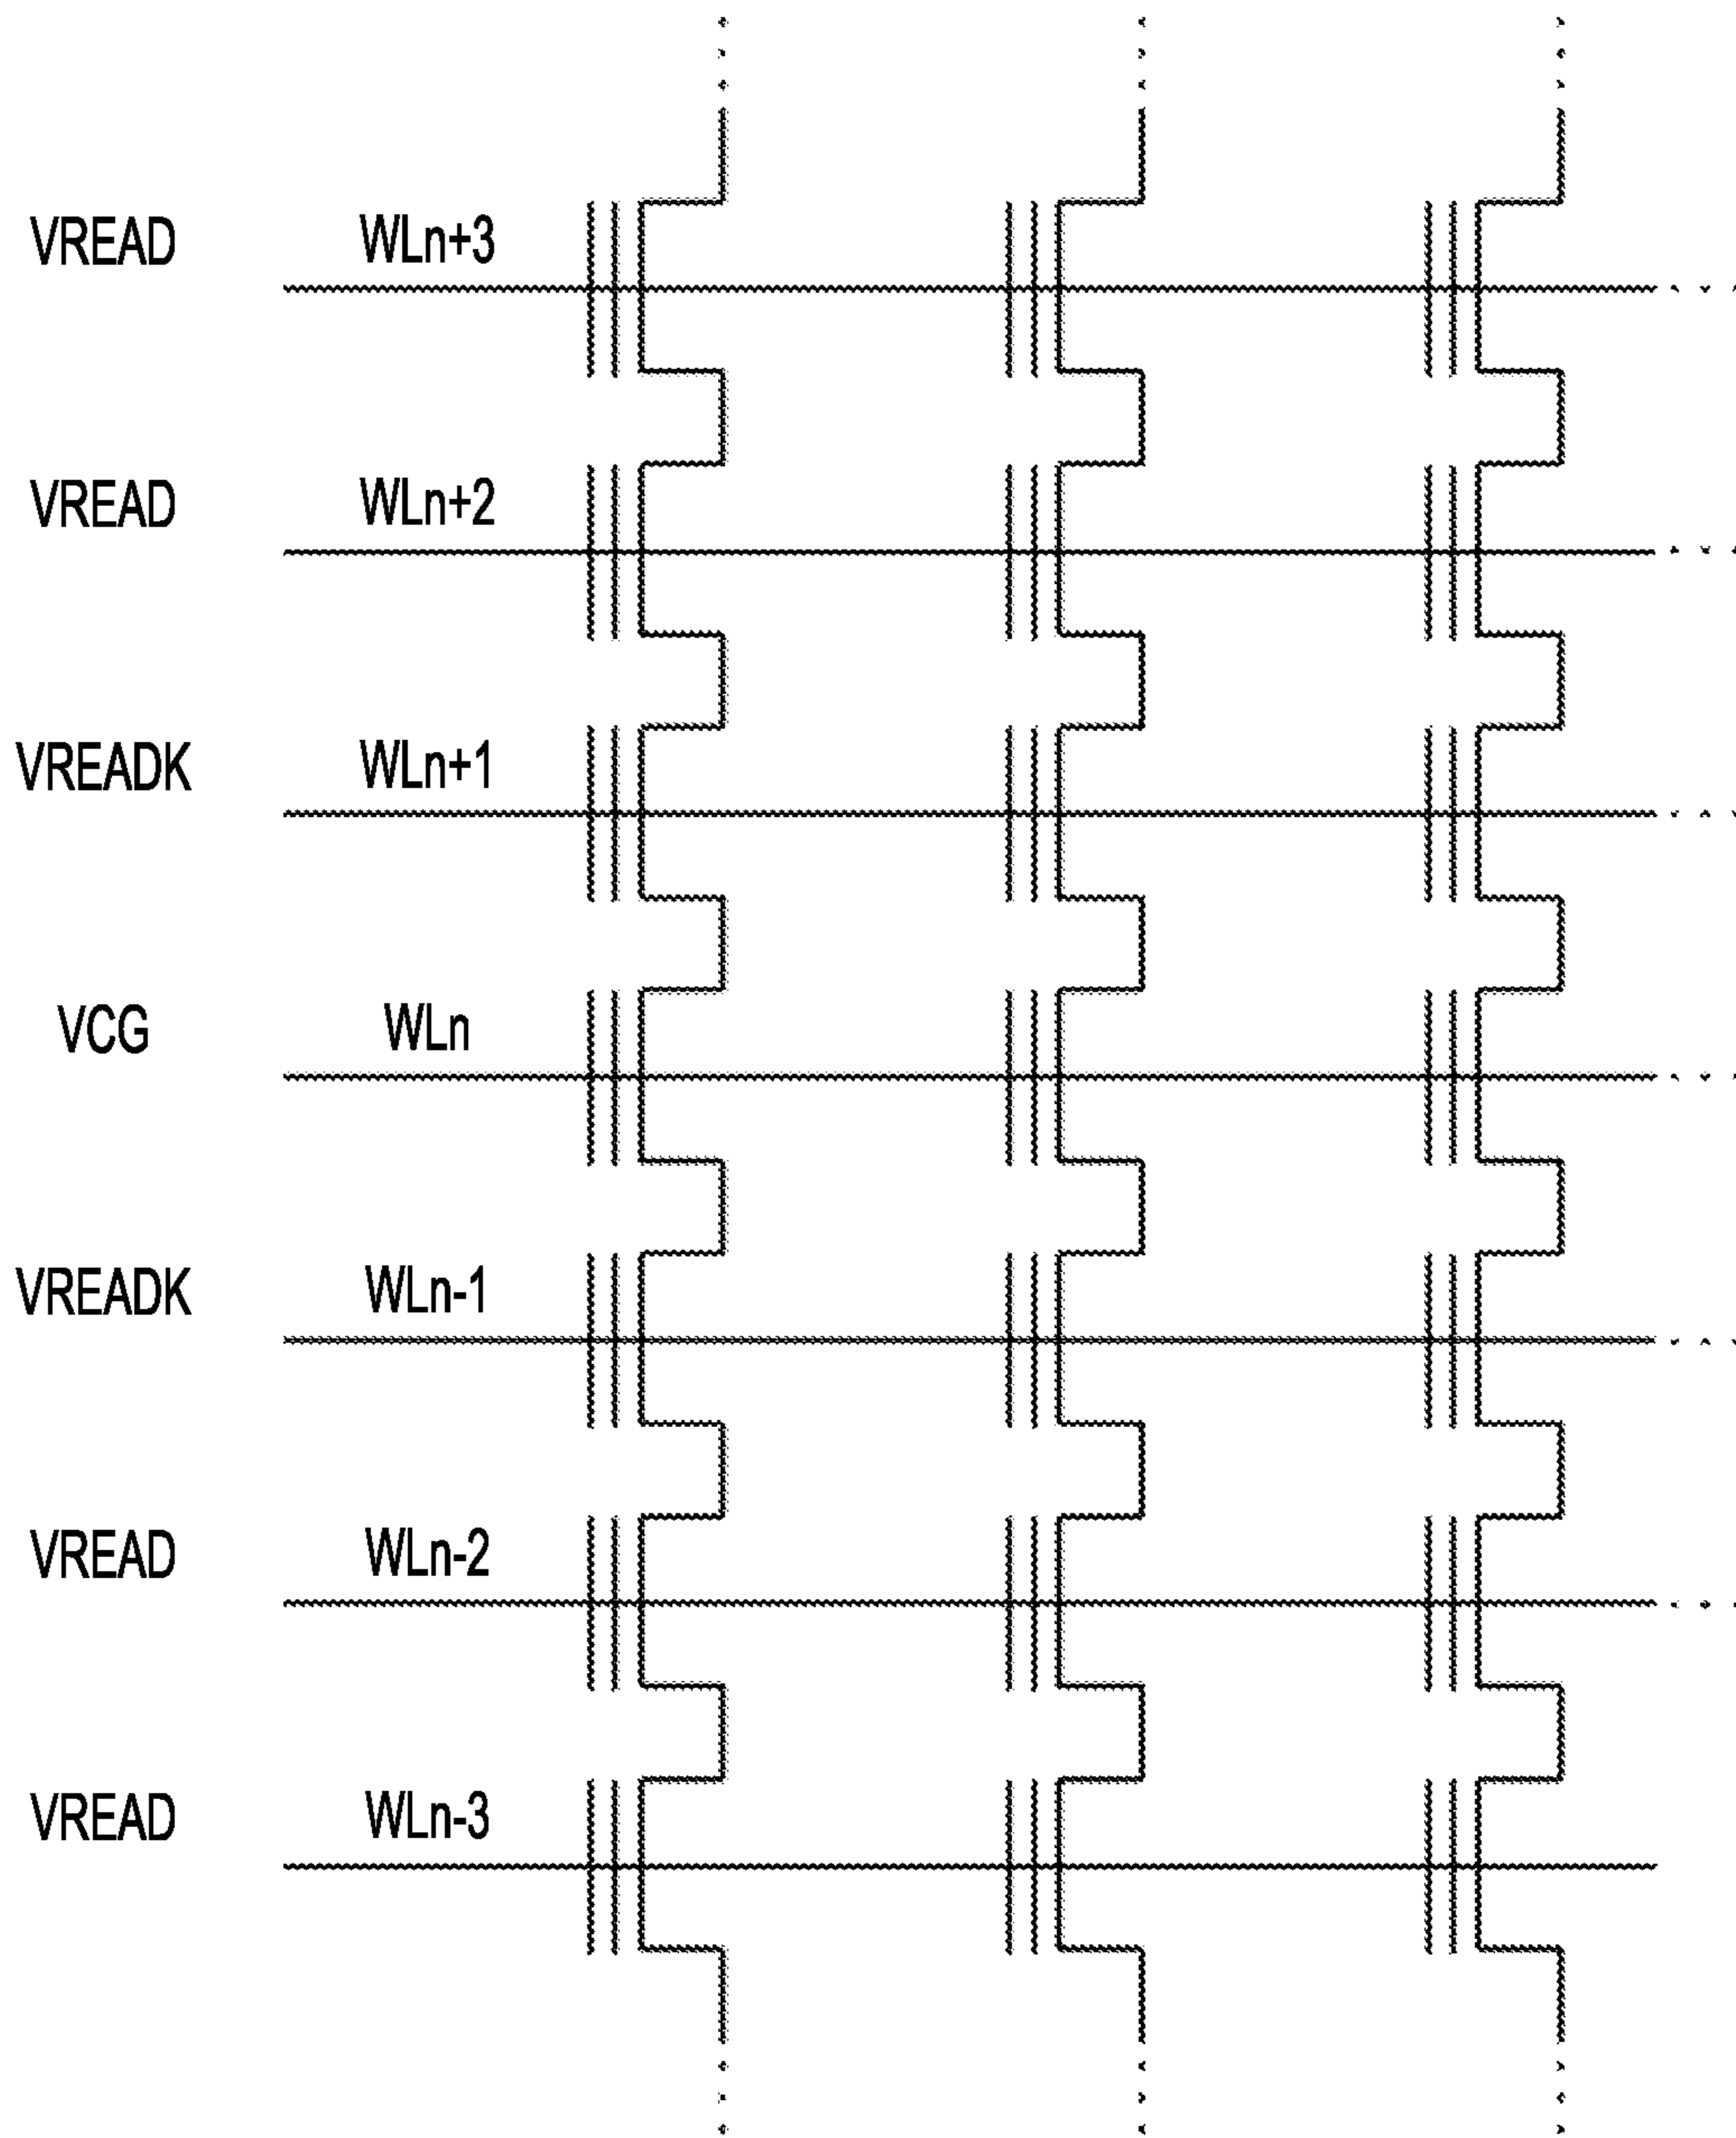 VREAD WLn+3
VREAD WLn+2
VREADK WLn+1
VCG WLn
VREADK WLn-1
VREAD WLn-2
VREAD WLn-3